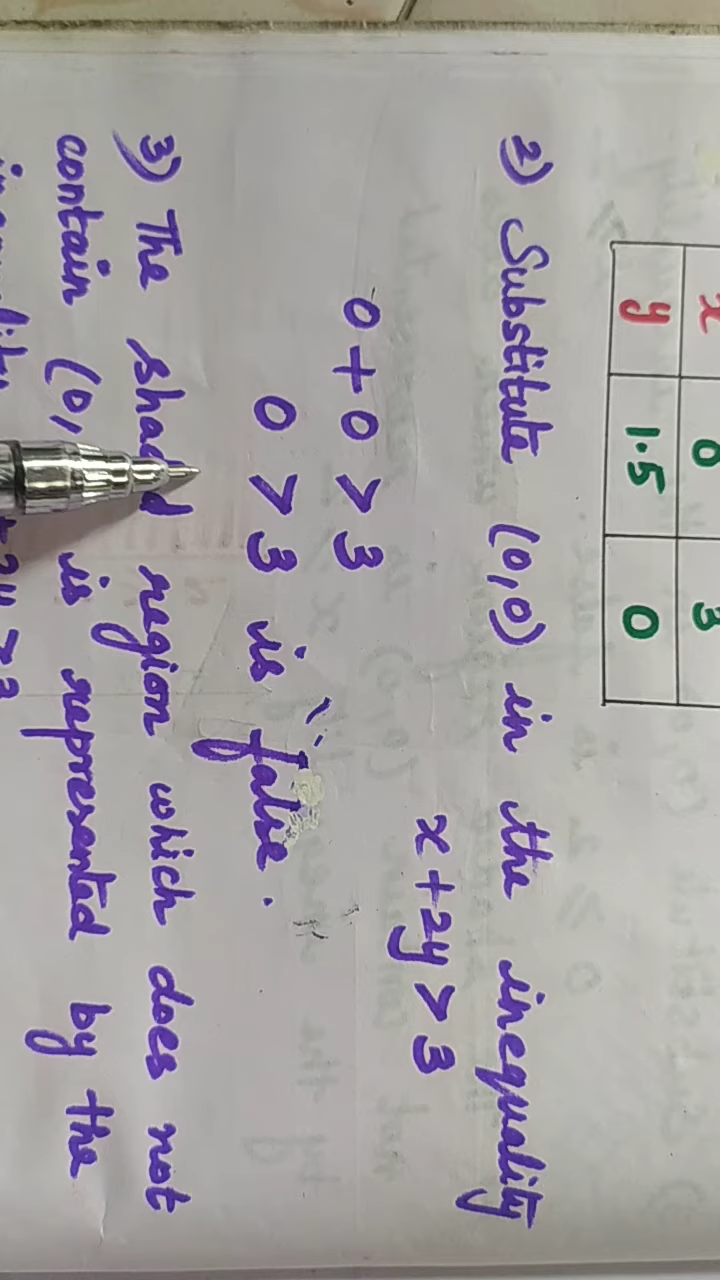 x 0 3
y 1.5 0
2) Substitute (0,0) in the inequality
x + 2y > 3
0 + 0 > 3
0 > 3 is false.
3) The shaded region which does not
contain (0, is represented by the